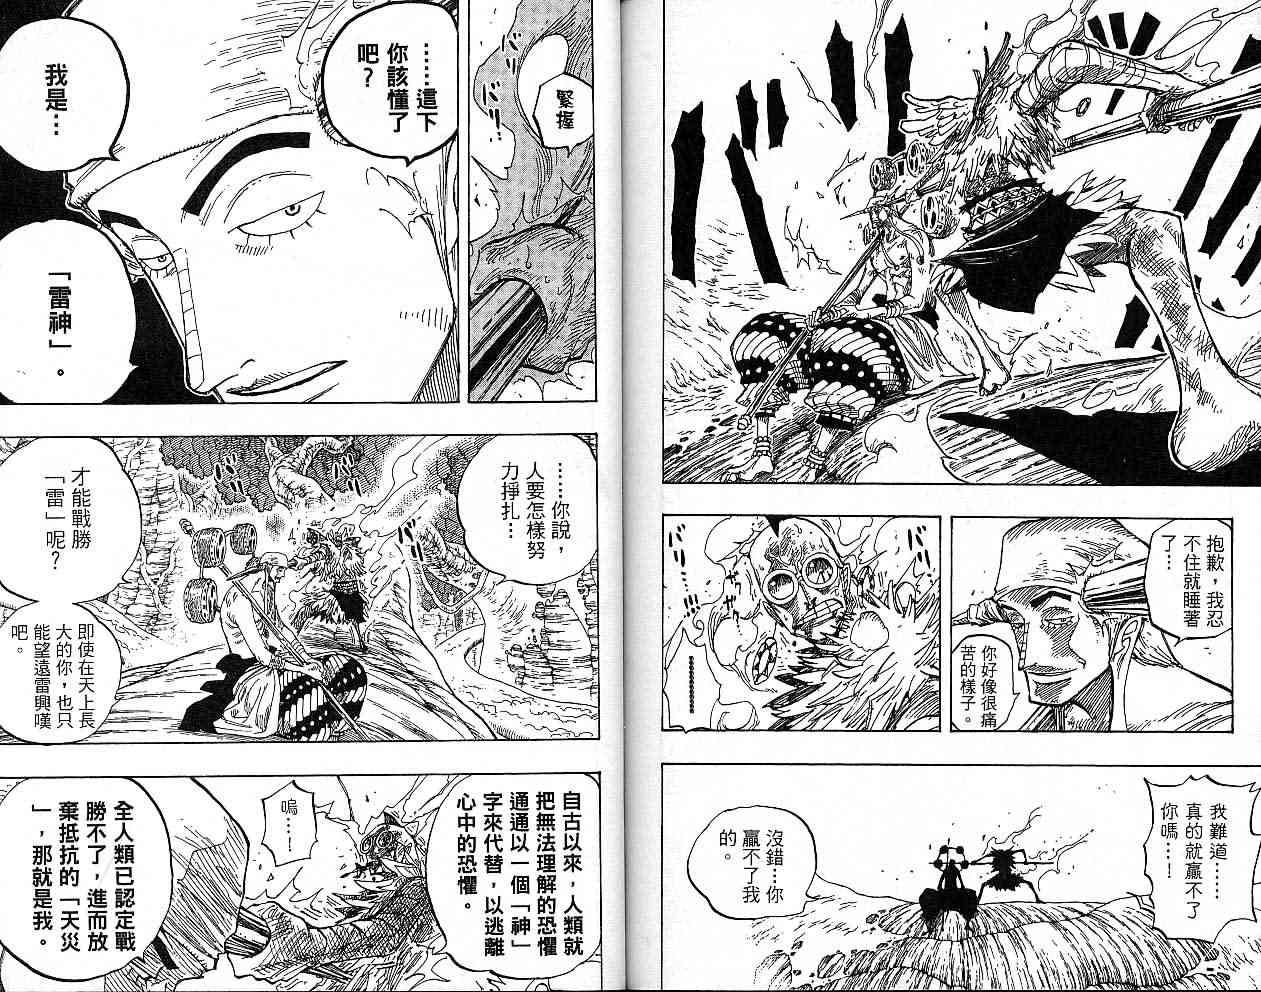 抱歉，我忍
不住就睡著
了…
你好像很痛
苦的樣子。
我難道……
真的就贏不了
你嗎…！
沒錯…你
贏不了我
的。
緊握
……這下
你該懂了
吧？
我是…
「雷神」。
……你說，
人要怎樣努
力掙扎…
才能戰勝
「雷」呢？
即使在天上長
大的你，也只
能望遠雷興嘆
吧。
自古以來，人類就
把無法理解的恐懼
通通以一個「神」
字來代替，以逃離
心中的恐懼。
嗚……
全人類已認定戰
勝不了，進而放
棄抵抗的「天災
」，那就是我。